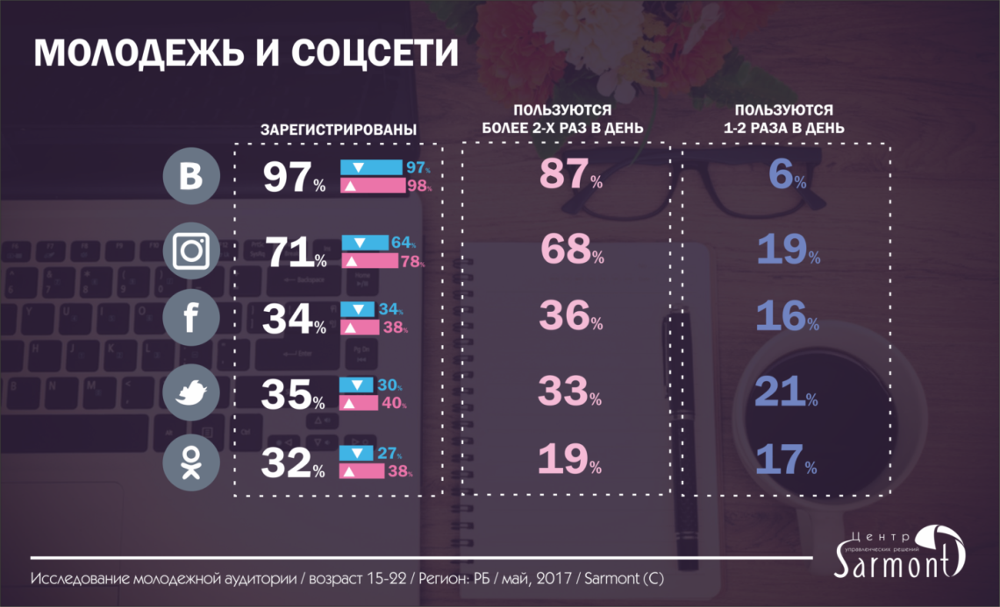 МОЛОДЕЖЬ И СОЦСЕТИ
ЗАРЕГИСТРИРОВАНЫ
ПОЛЬЗУЮТСЯ
БОЛЕЕ 2-Х РАЗ В ДЕНЬ
ПОЛЬЗУЮТСЯ
1-2 РАЗА В ДЕНЬ
В 97% 97% 98% 87% 6%
71% 64% 78% 68% 19%
f 34% 34% 38% 36% 16%
35% 30% 40% 33% 21%
32% 27% 38% 19% 17%
Центр
управленческих решений
Sarmont
Исследование молодежной аудитории / возраст 15-22 / Регион: РБ / май, 2017 / Sarmont (C)